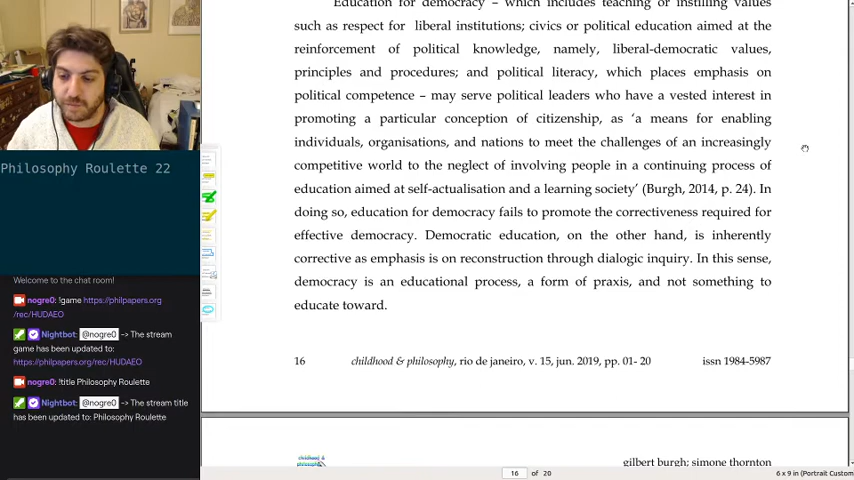 Education for democracy – which includes teaching or instilling values
such as respect for liberal institutions; civics or political education aimed at the
reinforcement of political knowledge, namely, liberal-democratic values,
principles and procedures; and political literacy, which places emphasis on
political competence – may serve political leaders who have a vested interest in
promoting a particular conception of citizenship, as ‘a means for enabling
individuals, organisations, and nations to meet the challenges of an increasingly
competitive world to the neglect of involving people in a continuing process of
education aimed at self-actualisation and a learning society’ (Burgh, 2014, p. 24). In
doing so, education for democracy fails to promote the correctiveness required for
effective democracy. Democratic education, on the other hand, is inherently
corrective as emphasis is on reconstruction through dialogic inquiry. In this sense,
democracy is an educational process, a form of praxis, and not something to
educate toward.
16 childhood & philosophy, rio de janeiro, v. 15, jun. 2019, pp. 01- 20 issn 1984-5987
childhood &
philosophy
gilbert burgh; simone thornton
16 of 20
6 x 9 in (Portrait Custom
Philosophy Roulette 22
Welcome to the chat room!
nogre0: !game https://philpapers.org
/rec/HUDAEO
Nightbot: @nogre0 -> The stream
game has been updated to:
https://philpapers.org/rec/HUDAEO
nogre0: !title Philosophy Roulette
Nightbot: @nogre0 -> The stream title
has been updated to: Philosophy Roulette